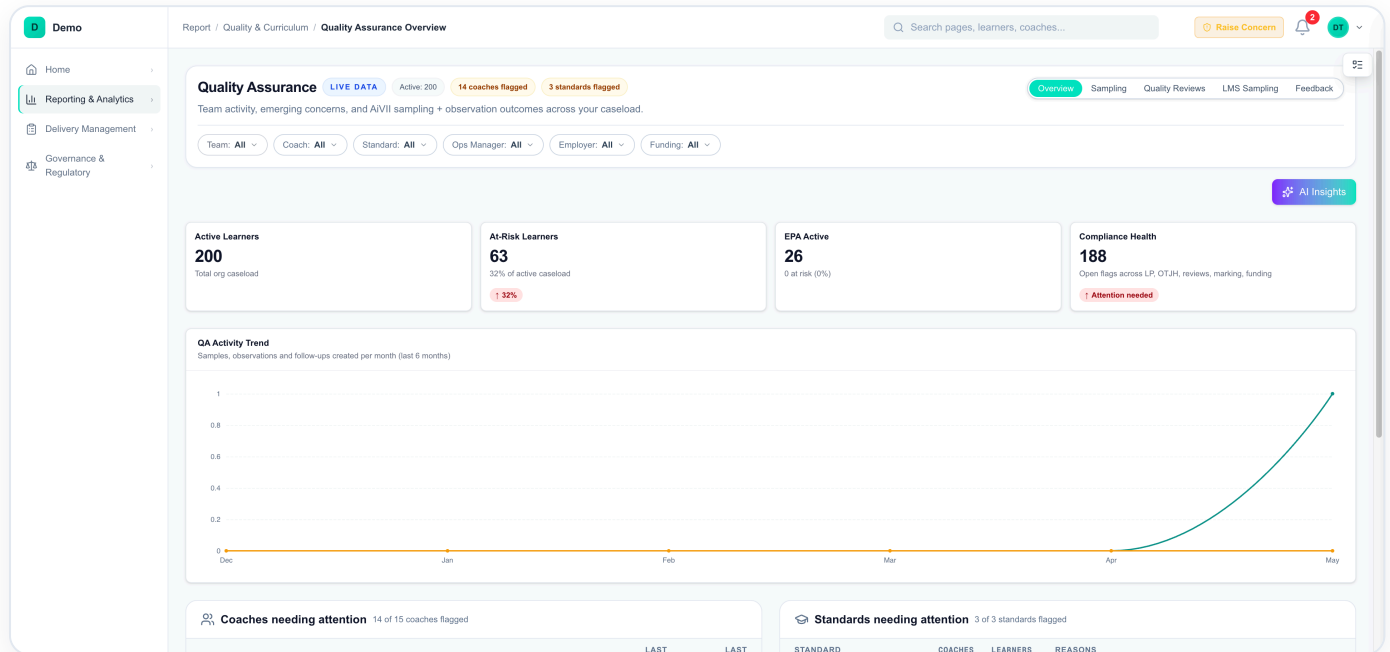 D Demo
Report / Quality & Curriculum / Quality Assurance Overview
Search pages, learners, coaches...
Raise Concern
2
DT
Home
Reporting & Analytics
Delivery Management
Governance &
Regulatory
Quality Assurance LIVE DATA Active: 200 14 coaches flagged 3 standards flagged
Overview Sampling Quality Reviews LMS Sampling Feedback
Team activity, emerging concerns, and AiVII sampling + observation outcomes across your caseload.
Team: All Coach: All Standard: All Ops Manager: All Employer: All Funding: All
AI Insights
Active Learners
200
Total org caseload
At-Risk Learners
63
32% of active caseload
↑ 32%
EPA Active
26
0 at risk (0%)
Compliance Health
188
Open flags across LP, OTJH, reviews, marking, funding
↑ Attention needed
QA Activity Trend
Samples, observations and follow-ups created per month (last 6 months)
1
0.8
0.6
0.4
0.2
0
Dec Jan Feb Mar Apr May
Coaches needing attention 14 of 15 coaches flagged
LAST LAST
Standards needing attention 3 of 3 standards flagged
STANDARD COACHES LEARNERS REASONS